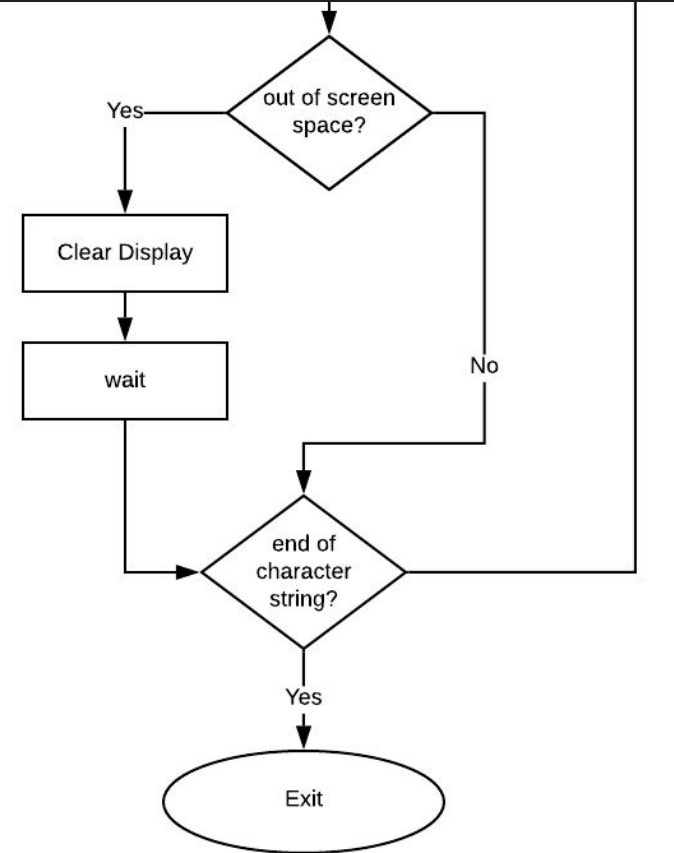 out of screen
space?
Yes
Clear Display
wait
No
end of
character
string?
Yes
Exit